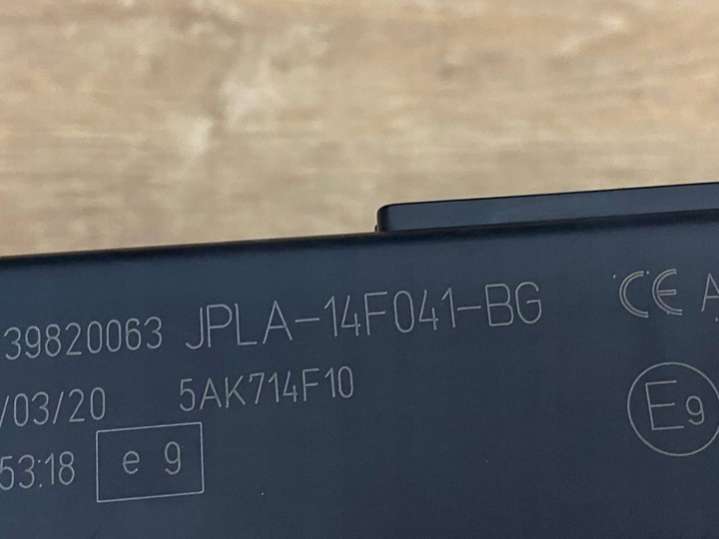 39820063 JPLA-14F041-BG CE A
/03/20 5AK714F10
53:18 e 9 E9